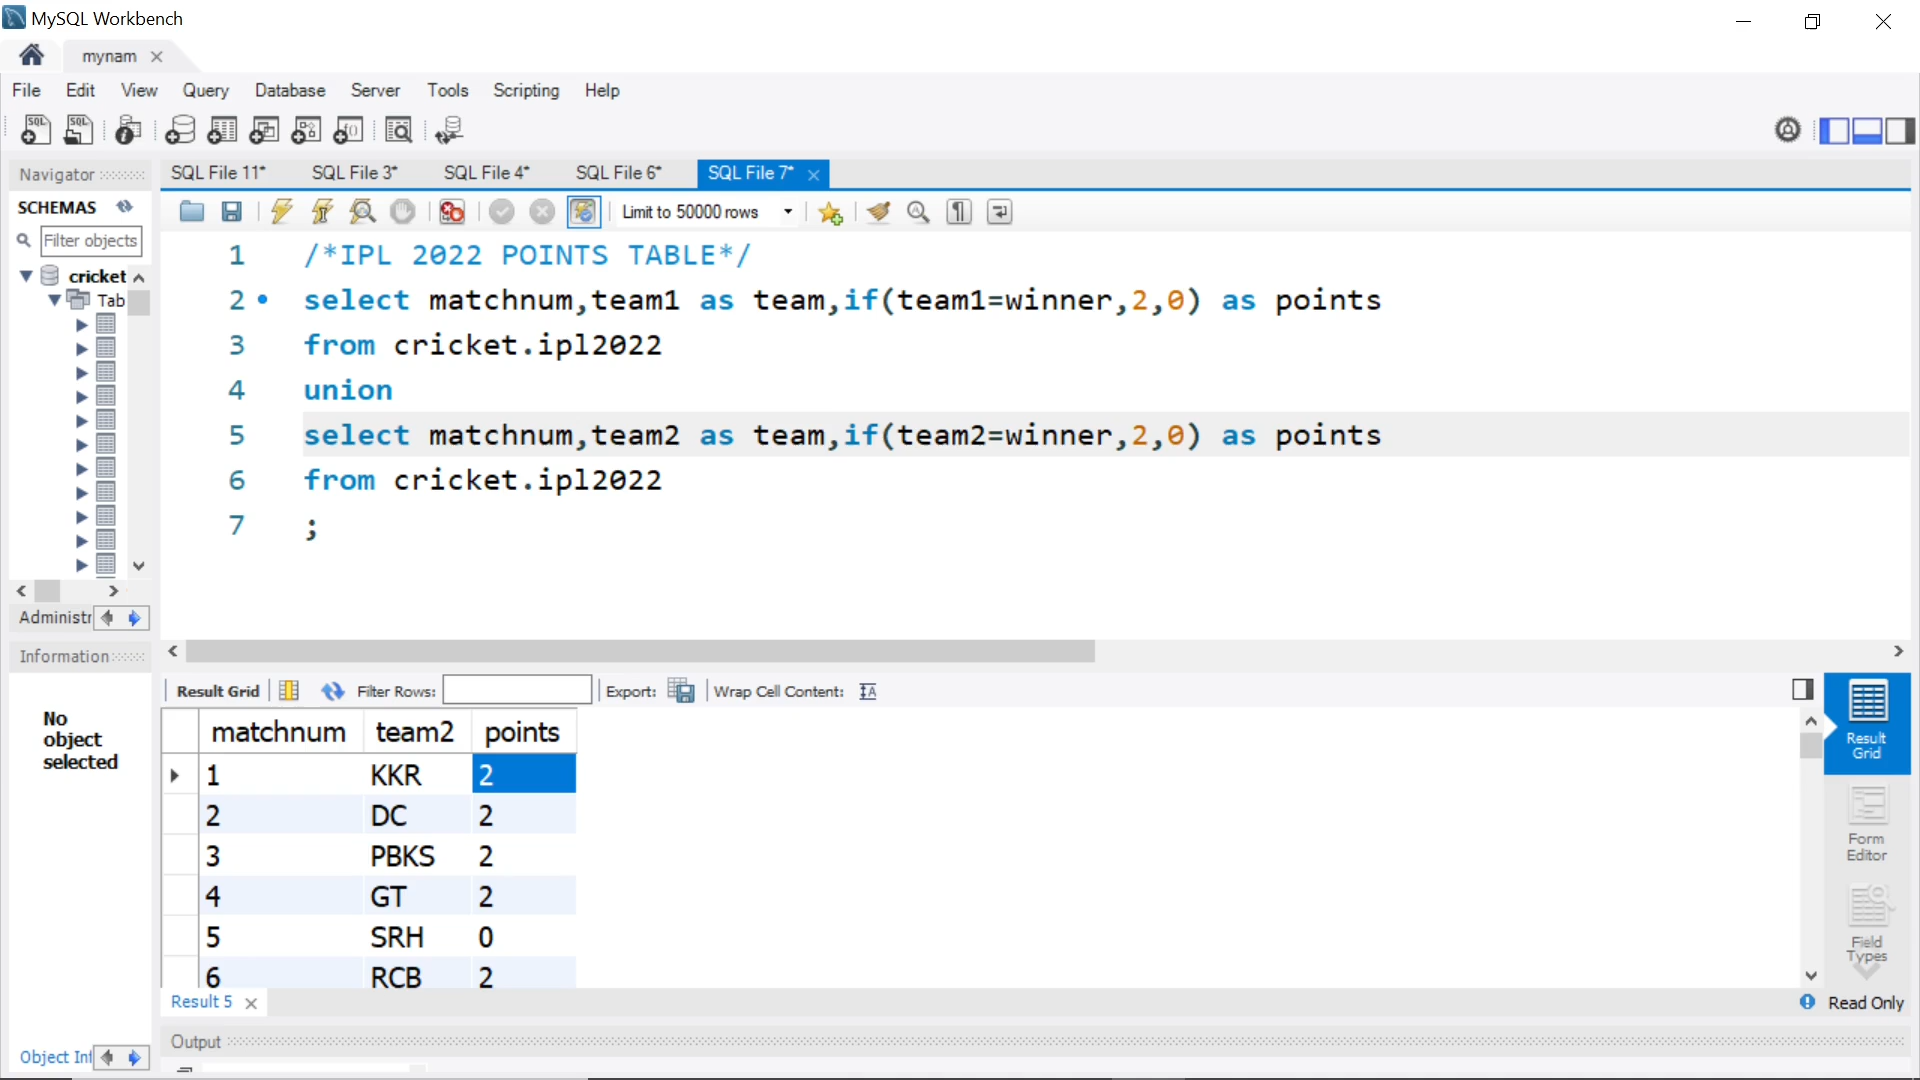 MySQL Workbench
mynam
File Edit View Query Database Server Tools Scripting Help
Navigator
SQL File 11* SQL File 3* SQL File 4* SQL File 6* SQL File 7*
SCHEMAS
Limit to 50000 rows
Filter objects
cricket
Tab
1 /*IPL 2022 POINTS TABLE*/
2 select matchnum,team1 as team,if(team1=winner,2,0) as points
3 from cricket.ipl2022
4 union
5 select matchnum,team2 as team,if(team2=winner,2,0) as points
6 from cricket.ipl2022
7 ;
Administr
Information
No
object
selected
Result Grid Filter Rows: Export: Wrap Cell Content:
matchnum team2 points
1 KKR 2
2 DC 2
3 PBKS 2
4 GT 2
5 SRH 0
6 RCB 2
Result
Grid
Form
Editor
Field
Types
Result 5
Read Only
Output
Object Inf